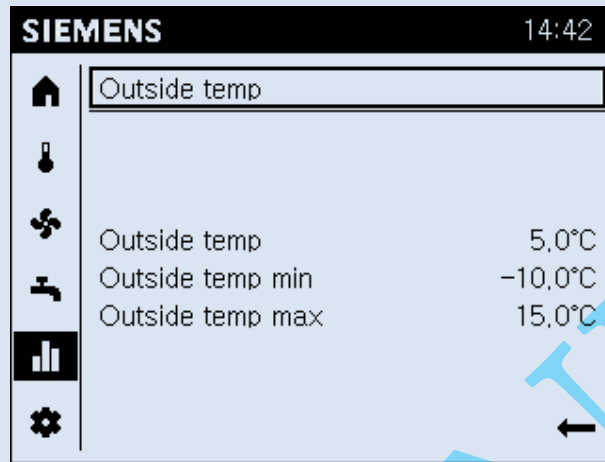 SIEMENS 14:42
Outside temp
Outside temp 5,0°C
Outside temp min -10,0°C
Outside temp max 15,0°C